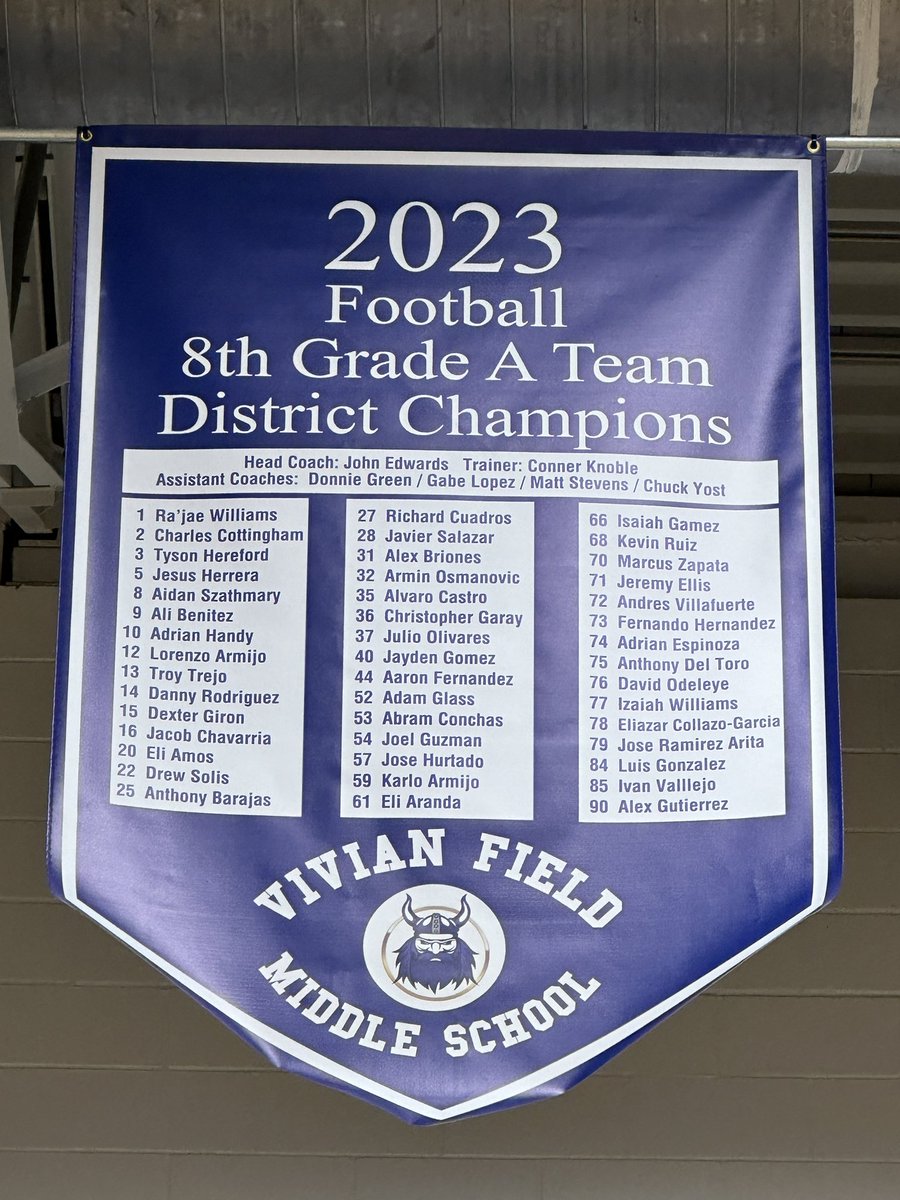 2023
Football
8th Grade A Team
District Champions
Head Coach: John Edwards Trainer: Conner Knoble
Assistant Coaches: Donnie Green / Gabe Lopez / Matt Stevens / Chuck Yost
1 Ra'jae Williams
2 Charles Cottingham
3 Tyson Hereford
5 Jesus Herrera
8 Aidan Szathmary
9 Ali Benitez
10 Adrian Handy
12 Lorenzo Armijo
13 Troy Trejo
14 Danny Rodriguez
15 Dexter Giron
16 Jacob Chavarria
20 Eli Amos
22 Drew Solis
25 Anthony Barajas
27 Richard Cuadros
28 Javier Salazar
31 Alex Briones
32 Armin Osmanovic
35 Alvaro Castro
36 Christopher Garay
37 Julio Olivares
40 Jayden Gomez
44 Aaron Fernandez
52 Adam Glass
53 Abram Conchas
54 Joel Guzman
57 Jose Hurtado
59 Karlo Armijo
61 Eli Aranda
66 Isaiah Gamez
68 Kevin Ruiz
70 Marcus Zapata
71 Jeremy Ellis
72 Andres Villafuerte
73 Fernando Hernandez
74 Adrian Espinoza
75 Anthony Del Toro
76 David Odeleye
77 Izaiah Williams
78 Eliazar Collazo-Garcia
79 Jose Ramirez Arita
84 Luis Gonzalez
85 Ivan Valllejo
90 Alex Gutierrez
VIVIAN FIELD
MIDDLE SCHOOL